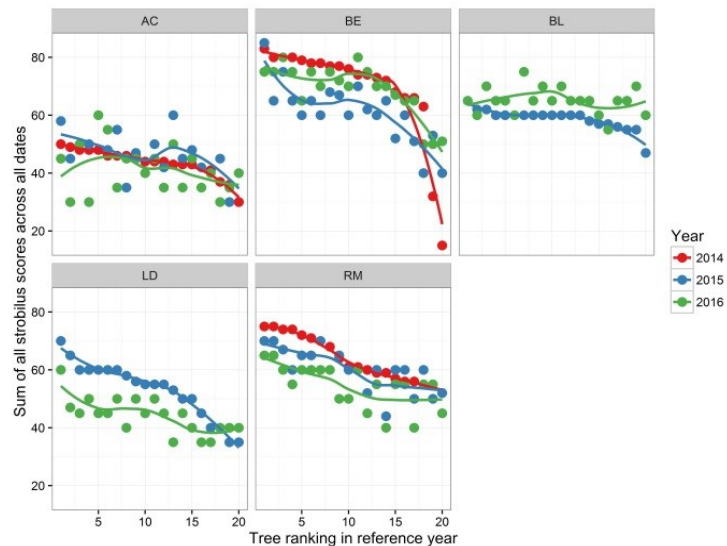 AC BE BL
80
60
40
20
Sum of all strobilus scores across all dates
LD RM
80
60
40
20
5 10 15 20 5 10 15 20
Tree ranking in reference year
Year
2014
2015
2016